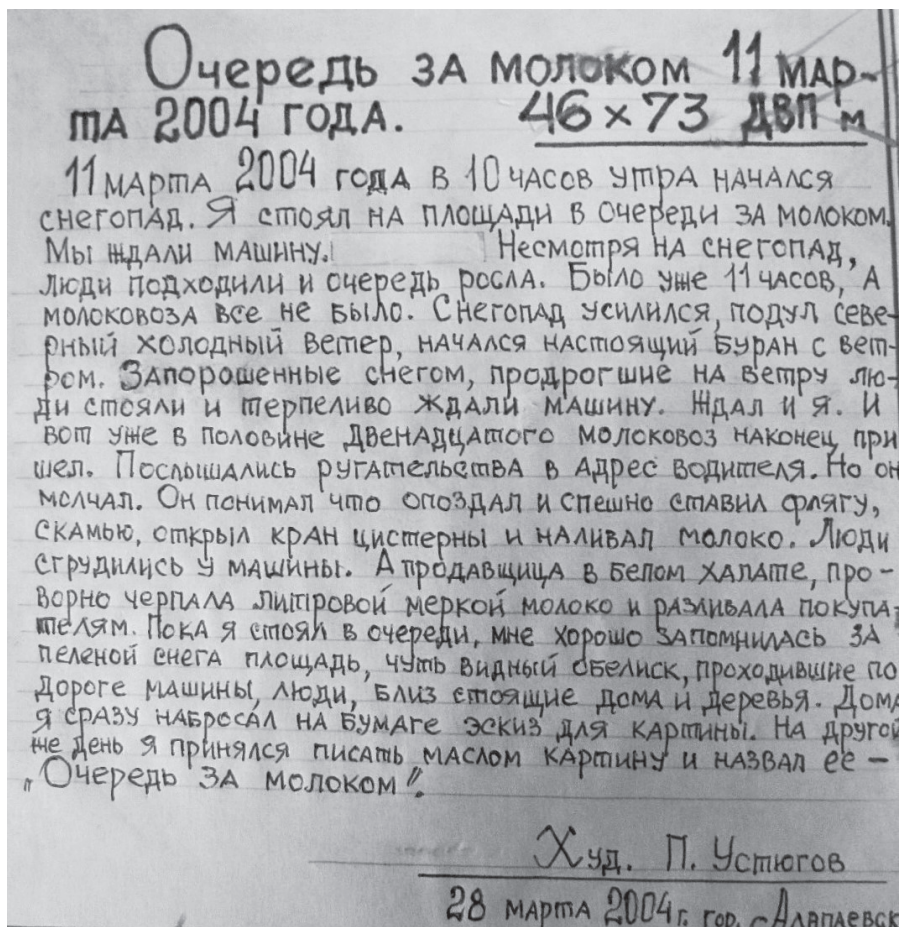 Очередь за молоком 11 мар-
та 2004 года. 46 х 73 ДВП м
11 марта 2004 года в 10 часов утра начался
снегопад. Я стоял на площади в очереди за молоком.
Мы ждали машину. Несмотря на снегопад,
люди подходили и очередь росла. Было уже 11 часов, а
молоковоза все не было. Снегопад усилился, подул севе-
рный холодный ветер, начался настоящий буран с вет-
ром. Запорошенные снегом, продрогшие на ветру лю-
ди стояли и терпеливо ждали машину. Ждал и я. И
вот уже в половине двенадцатого молоковоз наконец при
шел. Послышались ругательства в адрес водителя. Но он
молчал. Он понимал что опоздал и спешно ставил флягу,
скамью, открыл кран цистерны и наливал молоко. Люди
сгрудились у машины. А продавщица в белом халате, про-
ворно черпала литровой меркой молоко и разливала покупа-
телям. Пока я стоял в очереди, мне хорошо запомнилась за
пеленой снега площадь, чуть видный обелиск, проходившие по
дороге машины, люди, близ стоящие дома и деревья. Дома
я сразу набросал на бумаге эскиз для картины. На другой
же день я принялся писать маслом картину и назвал ее –
„Очередь за молоком".
Худ. П. Устюгов
28 марта 2004г. гор. Алапаевск